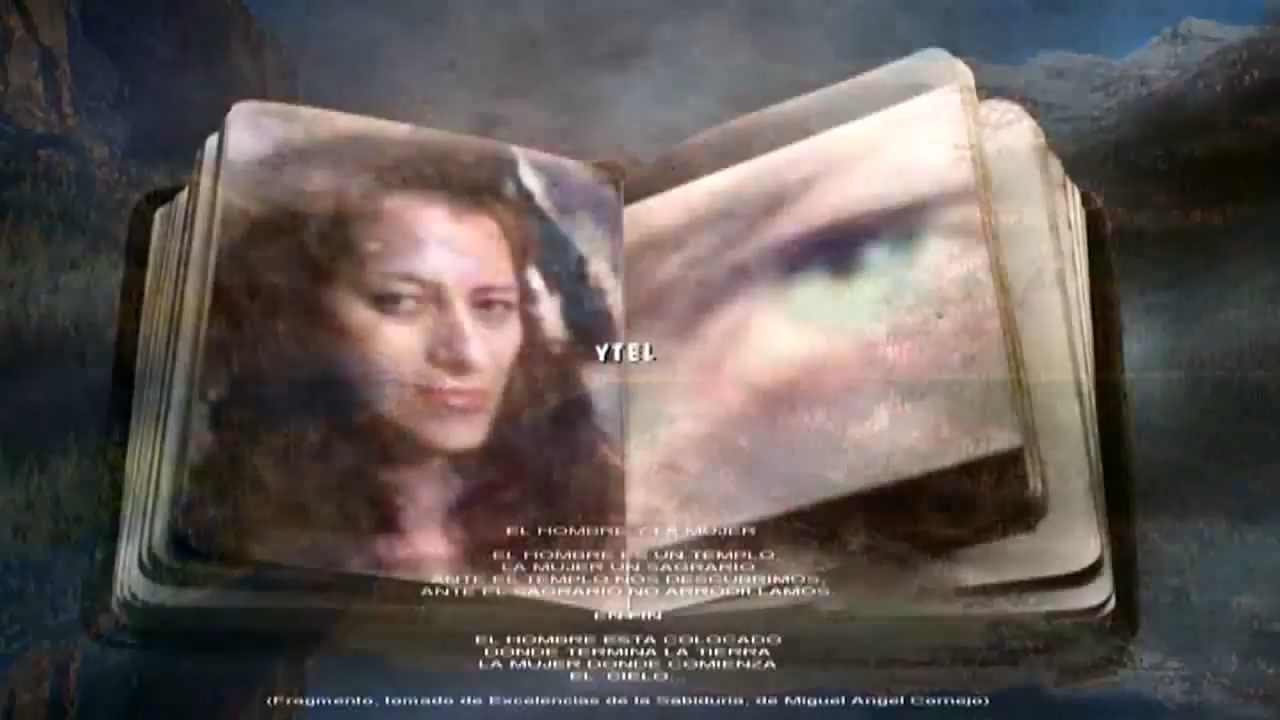 YTEL
EL HOMBRE Y LA MUJER
EL HOMBRE ES UN TEMPLO
LA MUJER UN SAGRARIO
ANTE EL TEMPLO NOS DESCUBRIMOS,
ANTE EL SAGRARIO NO ARRODILLAMOS.
EN FIN
EL HOMBRE ESTA COLOCADO
DONDE TERMINA LA TIERRA
LA MUJER DONDE COMIENZA
EL CIELO...
(Fragmento, tomado de Excelencias de la Sabiduria, de Miguel Angel Cornejo)